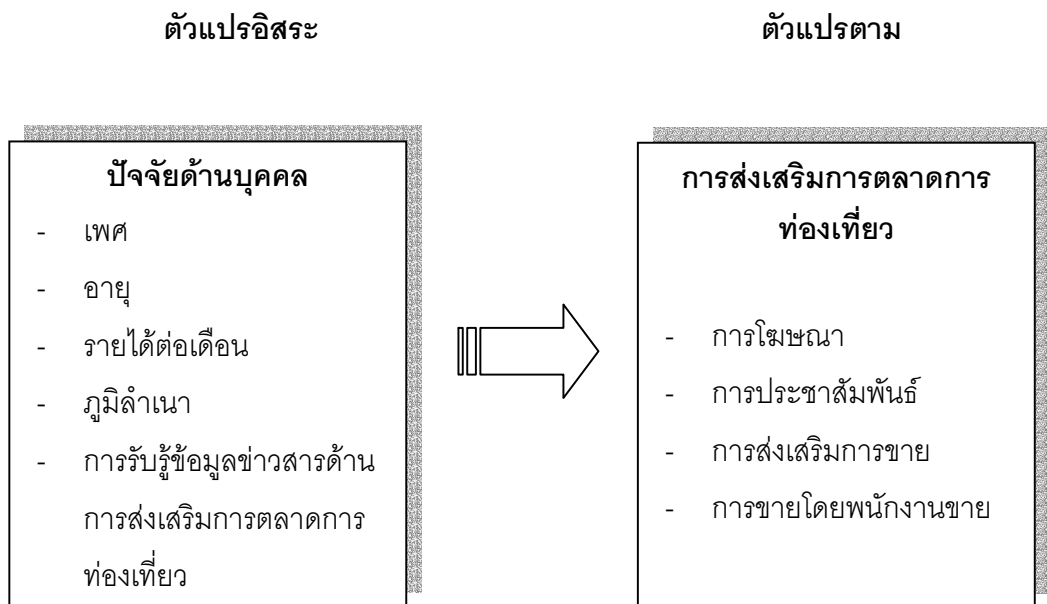 ตัวแปรอิสระ
ตัวแปรตาม
ปัจจัยด้านบุคคล
- เพศ
- อายุ
- รายได้ต่อเดือน
- ภูมิลำเนา
- การรับรู้ข้อมูลข่าวสารด้าน
การส่งเสริมการตลาดการ
ท่องเที่ยว
การส่งเสริมการตลาดการ
ท่องเที่ยว
- การโฆษณา
- การประชาสัมพันธ์
- การส่งเสริมการขาย
- การขายโดยพนักงานขาย